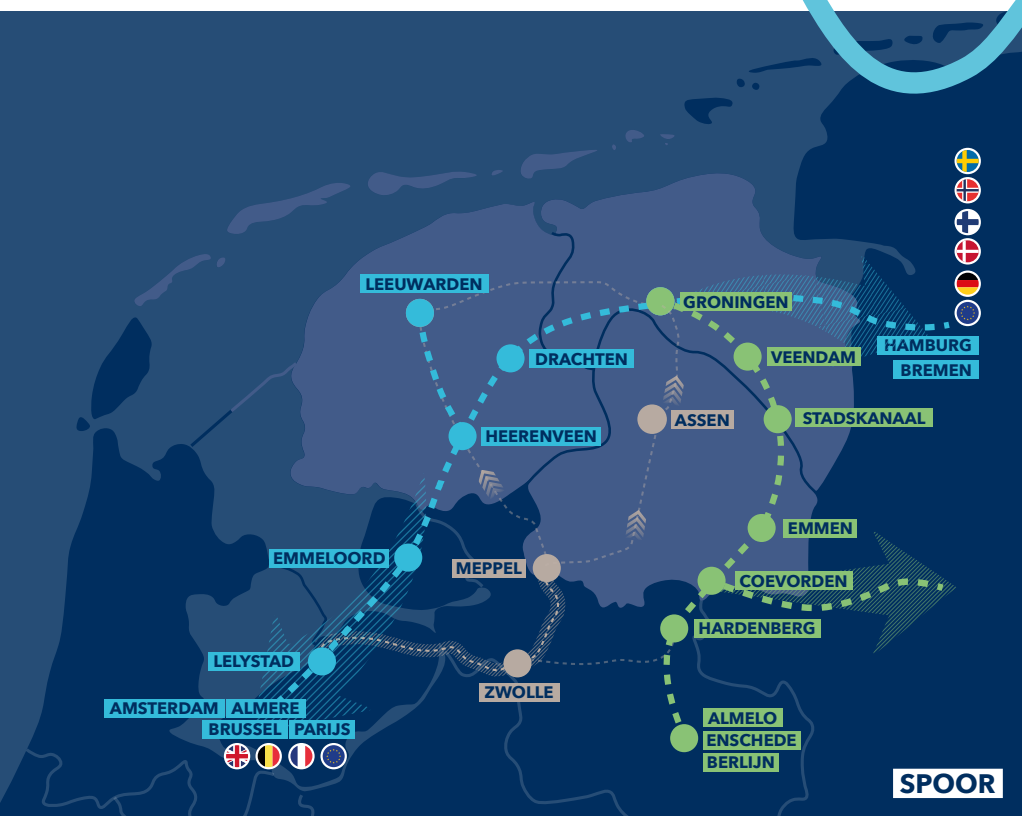 LEEUWARDEN
GRONINGEN
HAMBURG
BREMEN
DRACHTEN
VEENDAM
ASSEN
STADSKANAAL
HEERENVEEN
EMMEN
EMMELOORD
MEPPEL
COEVORDEN
HARDENBERG
LELYSTAD
ZWOLLE
AMSTERDAM ALMERE
BRUSSEL PARIJS
ALMELO
ENSCHEDE
BERLIJN
SPOOR